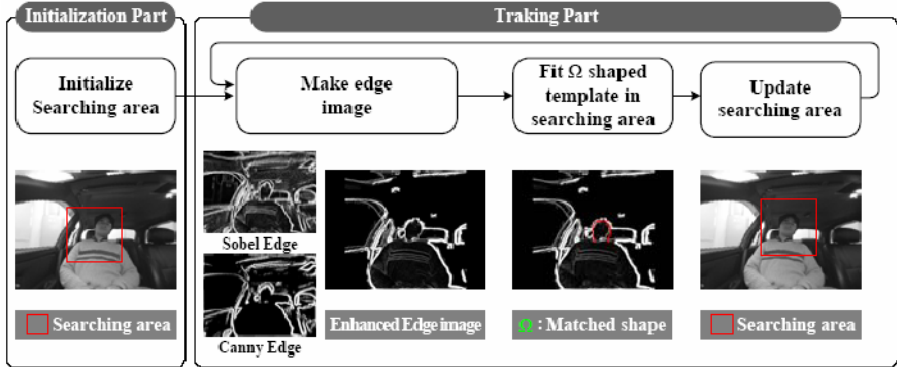 Initialization Part
Traking Part
Initialize
Searching area
Make edge
image
Fit Ω shaped
template in
searching area
Update
searching area
Sobel Edge
Canny Edge
Searching area
Enhanced Edge image
Ω : Matched shape
Searching area